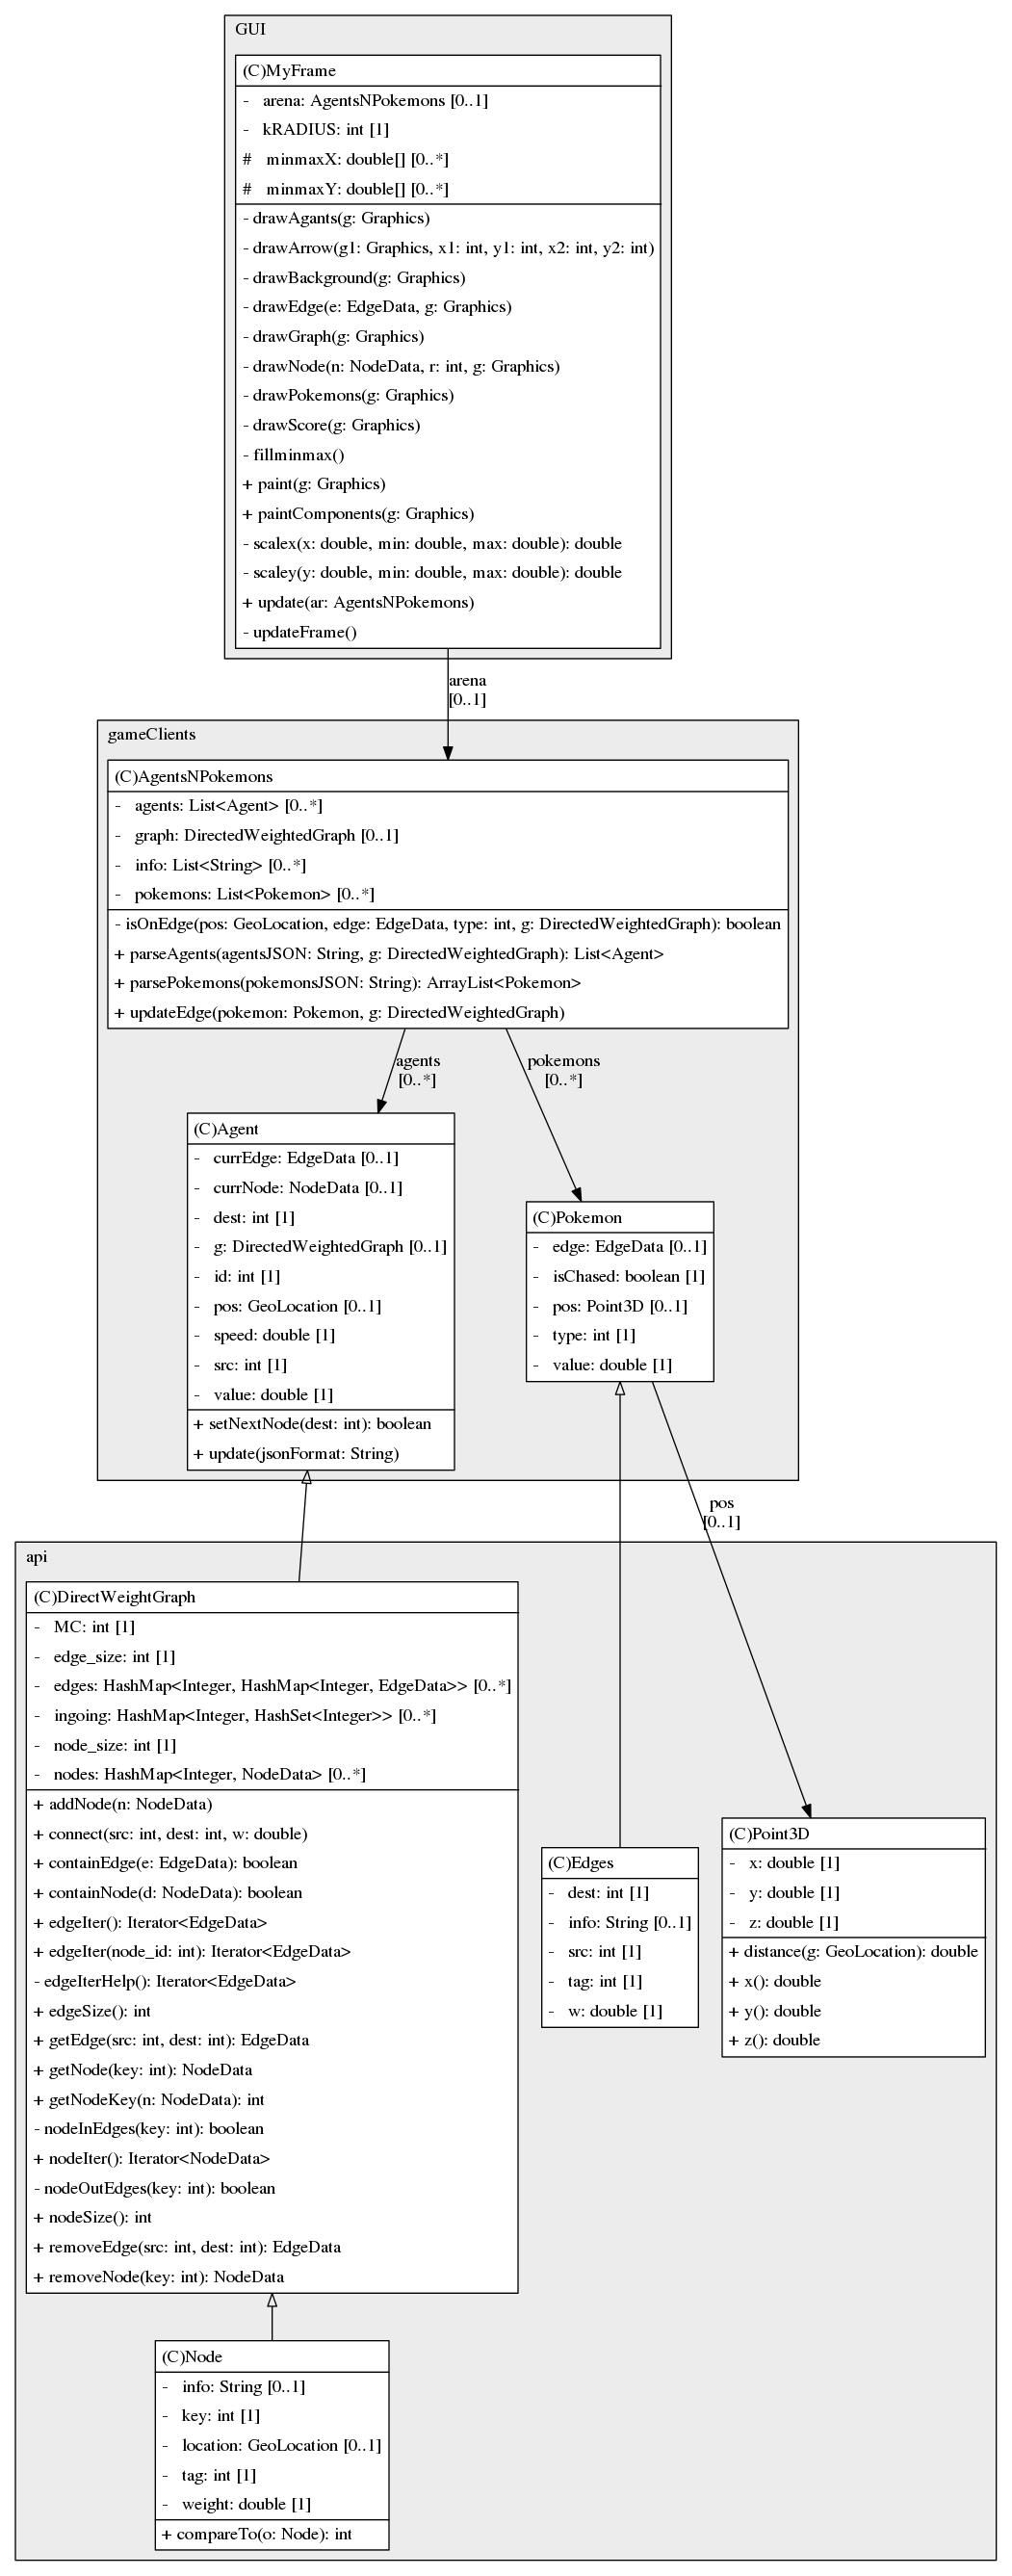 GUI
(C)MyFrame
- arena: AgentsNPokemons [0..1]
- kRADIUS: int [1]
# minmaxX: double[] [0..*]
# minmaxY: double[] [0..*]
- drawAgants(g: Graphics)
- drawArrow(g1: Graphics, x1: int, y1: int, x2: int, y2: int)
- drawBackground(g: Graphics)
- drawEdge(e: EdgeData, g: Graphics)
- drawGraph(g: Graphics)
- drawNode(n: NodeData, r: int, g: Graphics)
- drawPokemons(g: Graphics)
- drawScore(g: Graphics)
- fillminmax()
+ paint(g: Graphics)
+ paintComponents(g: Graphics)
- scalex(x: double, min: double, max: double): double
- scaley(y: double, min: double, max: double): double
+ update(ar: AgentsNPokemons)
- updateFrame()
arena
[0..1]
gameClients
(C)AgentsNPokemons
- agents: List<Agent> [0..*]
- graph: DirectedWeightedGraph [0..1]
- info: List<String> [0..*]
- pokemons: List<Pokemon> [0..*]
- isOnEdge(pos: GeoLocation, edge: EdgeData, type: int, g: DirectedWeightedGraph): boolean
+ parseAgents(agentsJSON: String, g: DirectedWeightedGraph): List<Agent>
+ parsePokemons(pokemonsJSON: String): ArrayList<Pokemon>
+ updateEdge(pokemon: Pokemon, g: DirectedWeightedGraph)
agents
[0..*]
pokemons
[0..*]
(C)Agent
- currEdge: EdgeData [0..1]
- currNode: NodeData [0..1]
- dest: int [1]
- g: DirectedWeightedGraph [0..1]
- id: int [1]
- pos: GeoLocation [0..1]
- speed: double [1]
- src: int [1]
- value: double [1]
+ setNextNode(dest: int): boolean
+ update(jsonFormat: String)
(C)Pokemon
- edge: EdgeData [0..1]
- isChased: boolean [1]
- pos: Point3D [0..1]
- type: int [1]
- value: double [1]
pos
[0..1]
api
(C)DirectWeightGraph
- MC: int [1]
- edge_size: int [1]
- edges: HashMap<Integer, HashMap<Integer, EdgeData>> [0..*]
- ingoing: HashMap<Integer, HashSet<Integer>> [0..*]
- node_size: int [1]
- nodes: HashMap<Integer, NodeData> [0..*]
+ addNode(n: NodeData)
+ connect(src: int, dest: int, w: double)
+ containEdge(e: EdgeData): boolean
+ containNode(d: NodeData): boolean
+ edgeIter(): Iterator<EdgeData>
+ edgeIter(node_id: int): Iterator<EdgeData>
- edgeIterHelp(): Iterator<EdgeData>
+ edgeSize(): int
+ getEdge(src: int, dest: int): EdgeData
+ getNode(key: int): NodeData
+ getNodeKey(n: NodeData): int
- nodeInEdges(key: int): boolean
+ nodeIter(): Iterator<NodeData>
- nodeOutEdges(key: int): boolean
+ nodeSize(): int
+ removeEdge(src: int, dest: int): EdgeData
+ removeNode(key: int): NodeData
(C)Edges
- dest: int [1]
- info: String [0..1]
- src: int [1]
- tag: int [1]
- w: double [1]
(C)Point3D
- x: double [1]
- y: double [1]
- z: double [1]
+ distance(g: GeoLocation): double
+ x(): double
+ y(): double
+ z(): double
(C)Node
- info: String [0..1]
- key: int [1]
- location: GeoLocation [0..1]
- tag: int [1]
- weight: double [1]
+ compareTo(o: Node): int